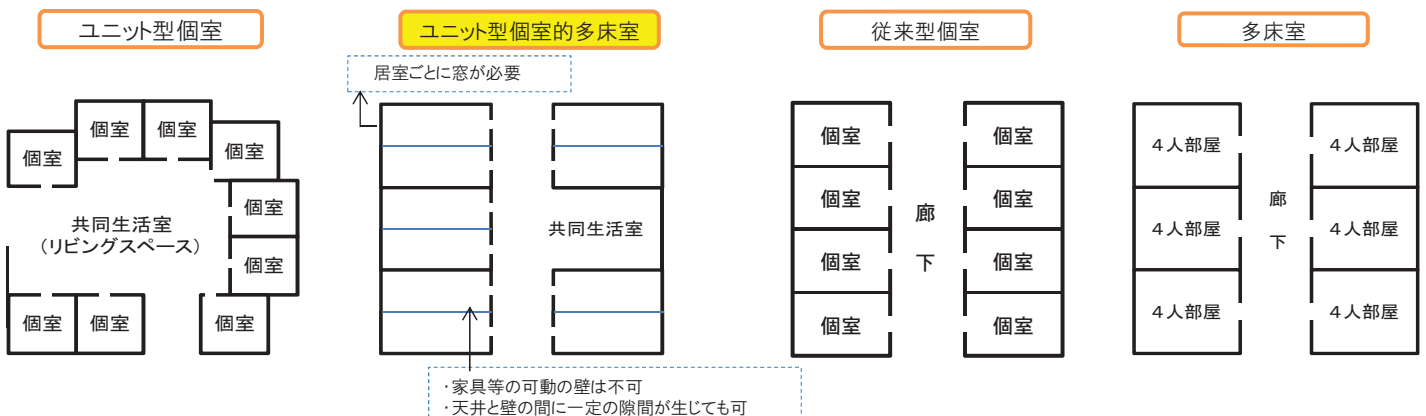 ユニット型個室
ユニット型個室的多床室
従来型個室
多床室
居室ごとに窓が必要
個室
個室
個室
個室
個室
個室
個室
個室
個室
共同生活室
（リビングスペース）
共同生活室
・家具等の可動の壁は不可
・天井と壁の間に一定の隙間が生じても可
個室
個室
個室
個室
個室
個室
個室
個室
廊
下
４人部屋
４人部屋
４人部屋
４人部屋
４人部屋
４人部屋
廊
下